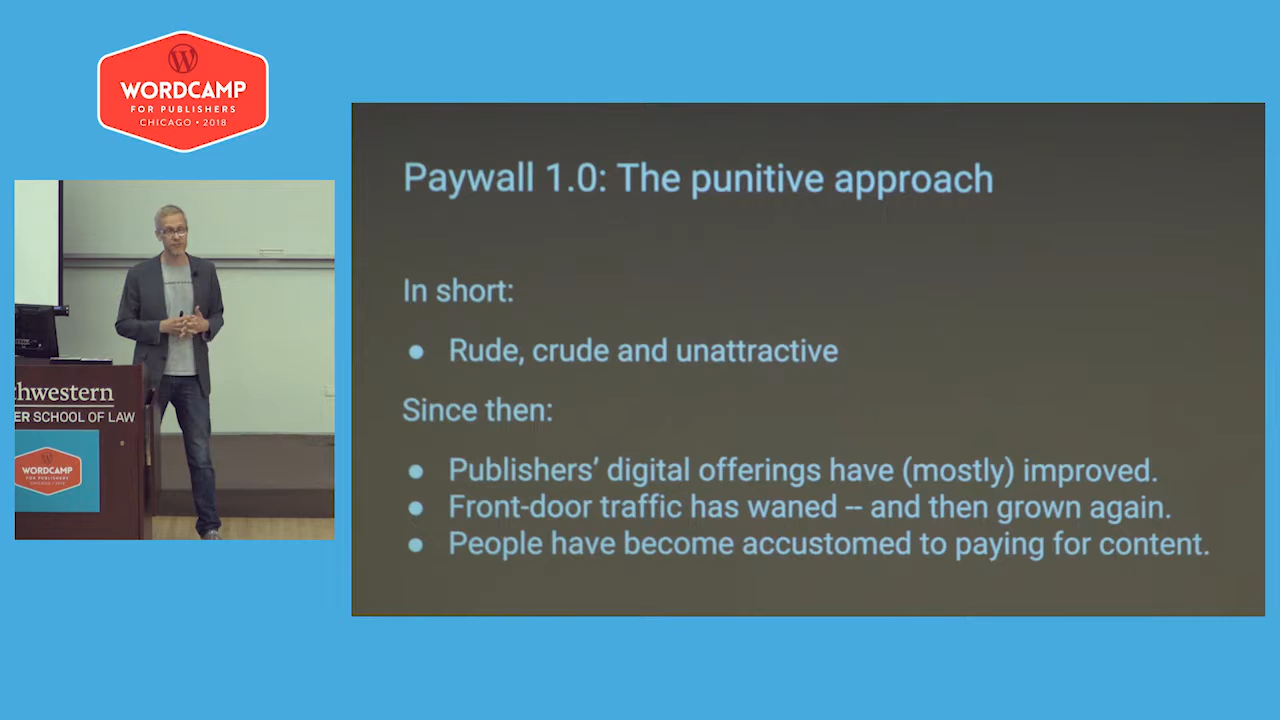 WORDCAMP
FOR PUBLISHERS
CHICAGO • 2018
Paywall 1.0: The punitive approach
In short:
● Rude, crude and unattractive
Since then:
● Publishers’ digital offerings have (mostly) improved.
● Front-door traffic has waned -- and then grown again.
● People have become accustomed to paying for content.
hwestern
ER SCHOOL OF LAW
WORDCAMP
FOR PUBLISHERS